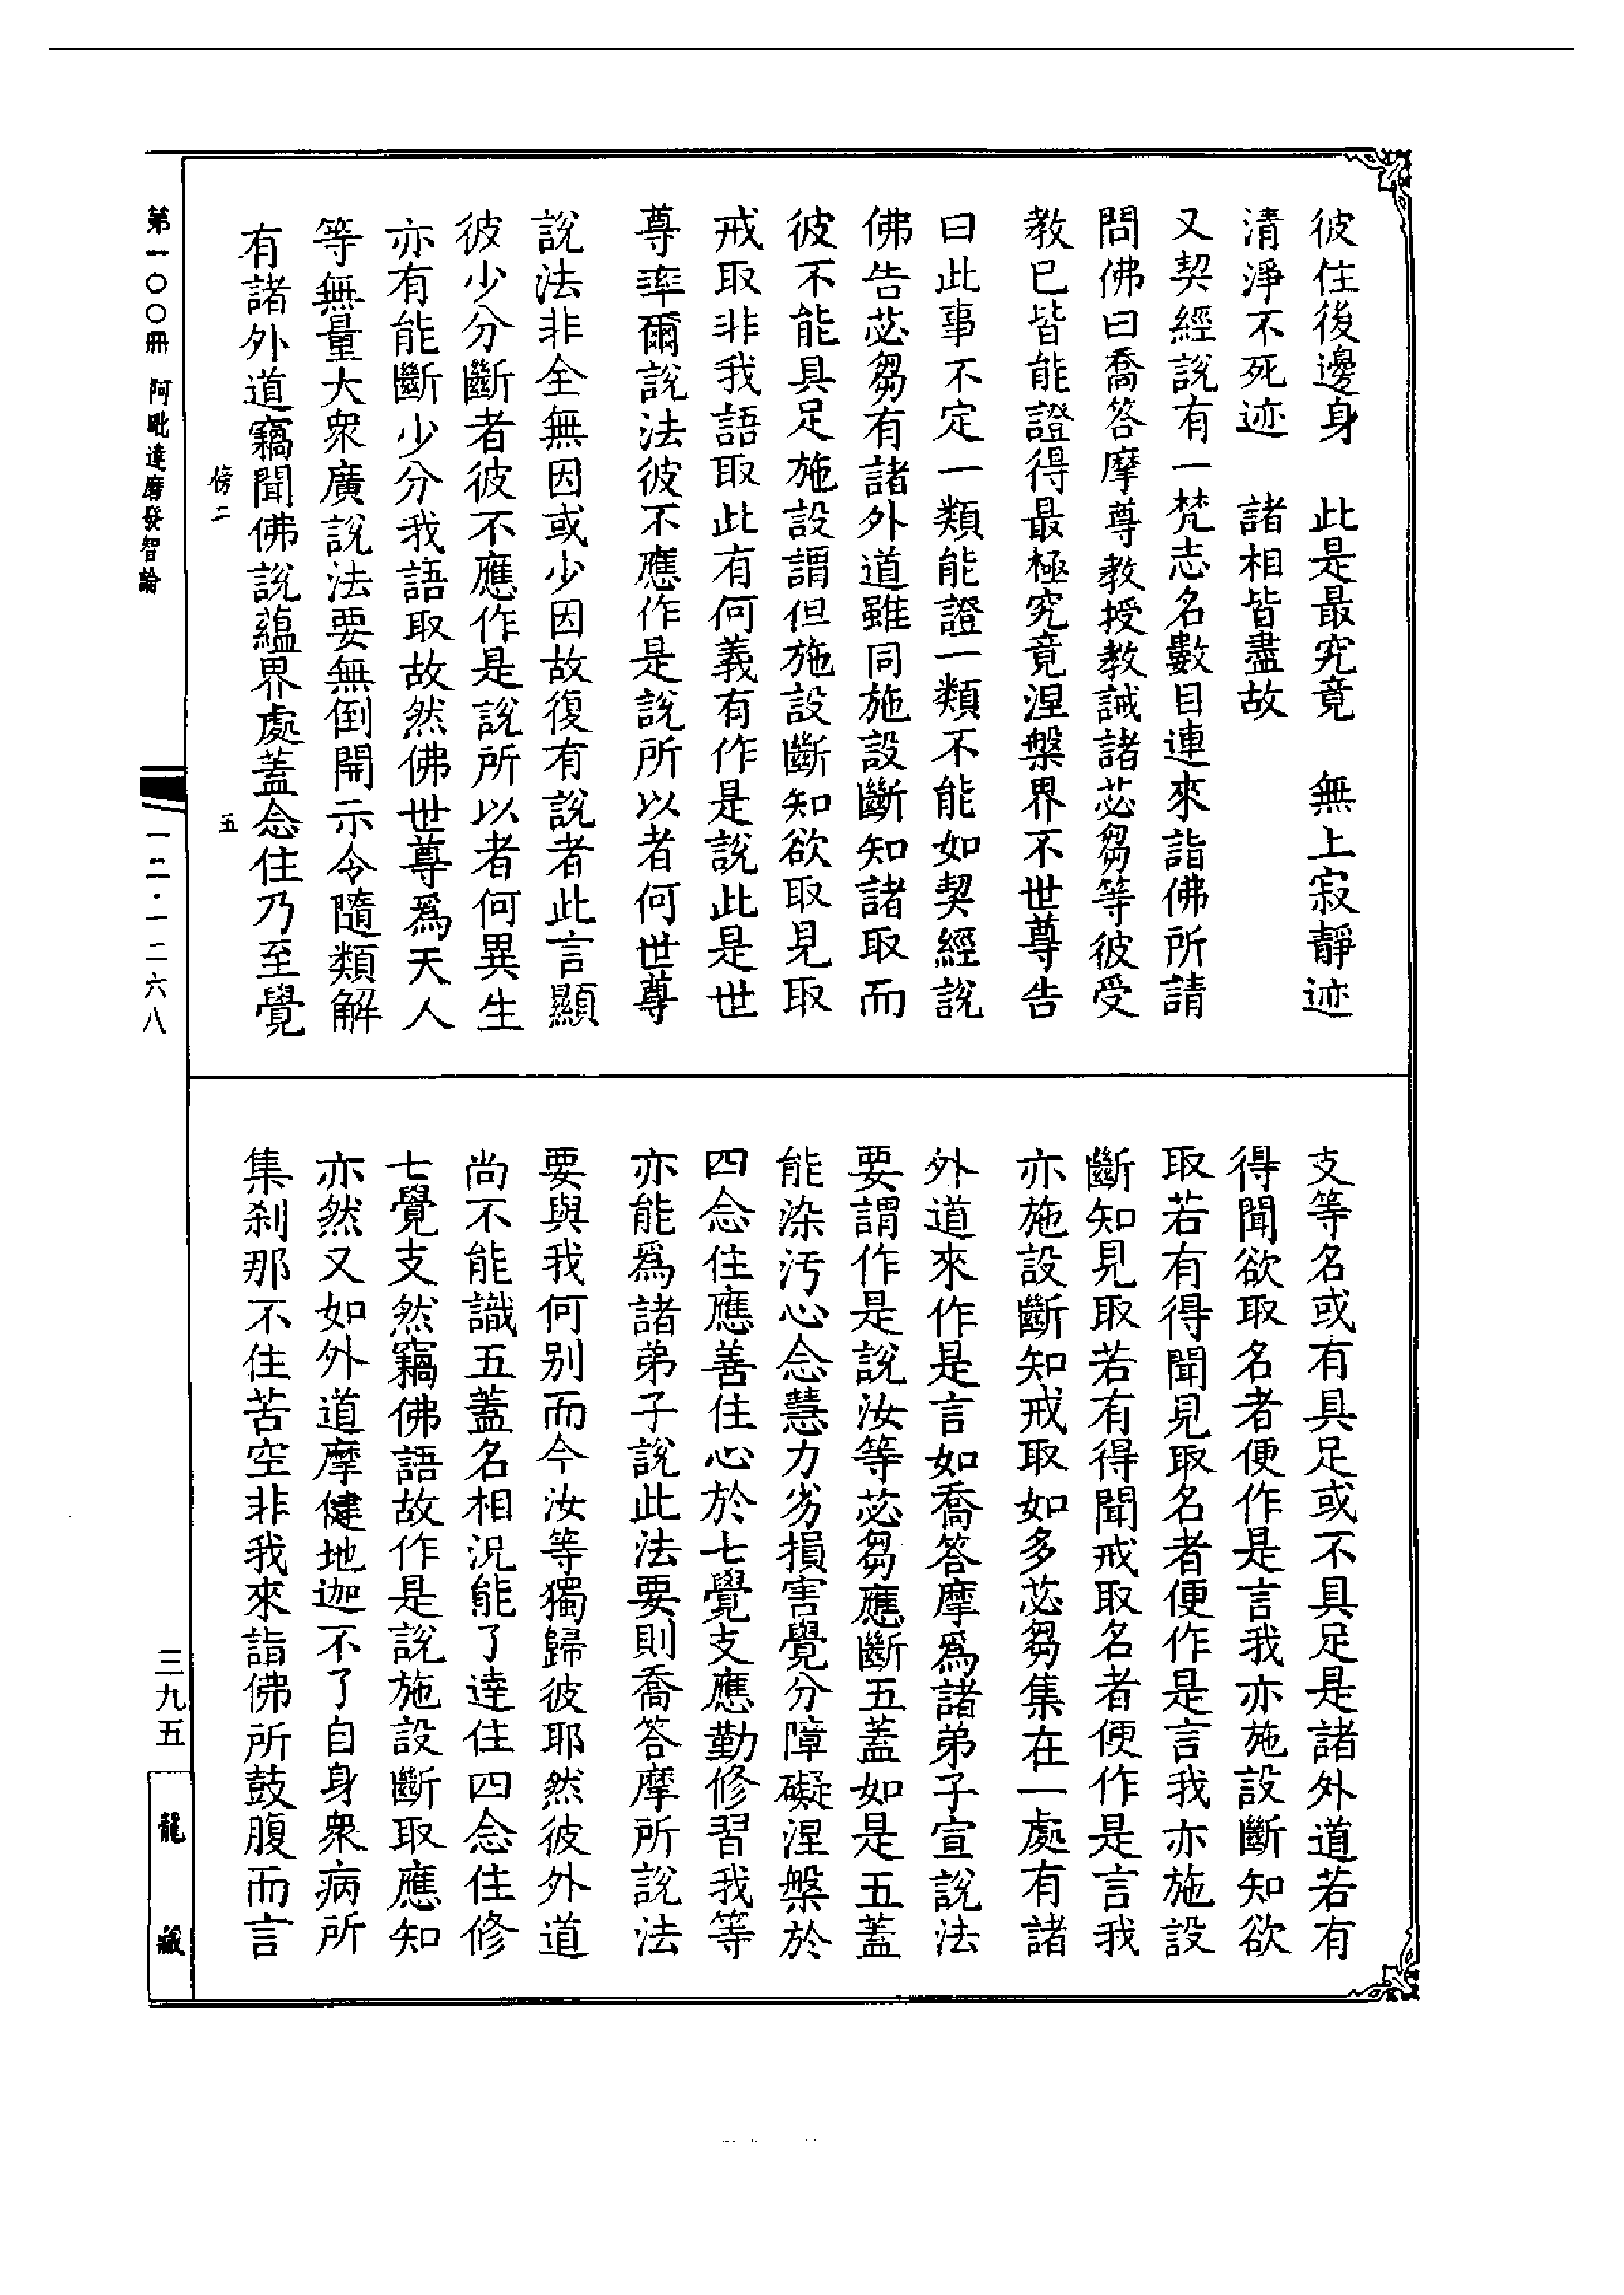 彼住後邊身　此是最究竟　無上寂靜迹
清淨不死迹　諸相皆盡故
又契經說有一梵志名數目連來詣佛所請
問佛曰喬答摩尊教授教誡諸苾芻等彼受
教已皆能證得最極究竟涅槃界不世尊告
曰此事不定一類能證一類不能如契經說
佛告苾芻有諸外道雖同施設斷知諸取而
彼不能具足施設謂但施設斷知欲取見取
戒取非我語取此有何義有作是說此是世
尊率爾說法彼不應作是說所以者何世尊
說法非全無因或少因故復有說者此言顯
彼少分斷者彼不應作是說所以者何異生
亦有能斷少分我語取故然佛世尊爲天人
等無量大眾廣說法要無倒開示令隨類解
有諸外道竊聞佛說蘊界處蓋念住乃至覺
支等名或有具足或不具足是諸外道若有
得聞欲取名者便作是言我亦施設斷知欲
取若有得聞見取名者便作是言我亦施設
斷知見取若有得聞戒取名者便作是言我
亦施設斷知戒取如多苾芻集在一處有諸
外道來作是言如喬答摩爲諸弟子宣說法
要謂作是說汝等苾芻應斷五蓋如是五蓋
能染污心念慧力劣損害覺分障礙涅槃於
四念住應善住心於七覺支應勤修習我等
亦能爲諸弟子說此法要則喬答摩所說法
要與我何別而今汝等獨歸彼耶然彼外道
尚不能識五蓋名相況能了達住四念住修
七覺支然竊佛語故作是說施設斷取應知
亦然又如外道摩健地迦不了自身眾病所
集刹那不住苦空非我來詣佛所鼓腹而言
傍二
五
第一〇〇冊　阿毗達磨發智論
一二・一二六八
三九五
龍藏